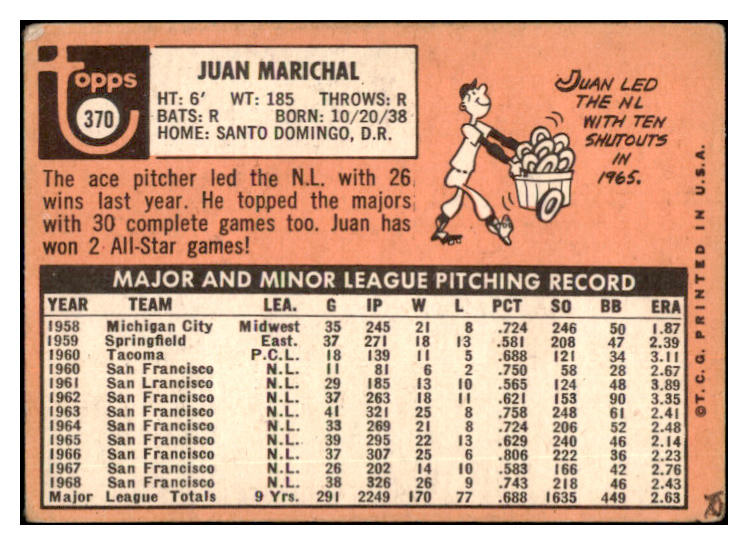 Topps
370
JUAN MARICHAL
HT: 6' WT: 185 THROWS: R
BATS: R BORN: 10/20/38
HOME: SANTO DOMINGO, D.R.
JUAN LED
THE NL
WITH TEN
SHUTOUTS
IN
1965.
The ace pitcher led the N.L. with 26
wins last year. He topped the majors
with 30 complete games too. Juan has
won 2 All-Star games!
MAJOR AND MINOR LEAGUE PITCHING RECORD
YEAR TEAM LEA. G IP W L PCT SO BB ERA
1958 Michigan City Midwest 35 245 21 8 .724 246 50 1.87
1959 Springfield East. 37 271 18 13 .581 208 47 2.39
1960 Tacoma P.C.L. 18 139 11 5 .688 121 34 3.11
1960 San Francisco N.L. 11 81 6 2 .750 58 28 2.67
1961 San Lrancisco N.L. 29 185 13 10 .565 124 48 3.89
1962 San Francisco N.L. 37 263 18 11 .621 153 90 3.35
1963 San Francisco N.L. 41 321 25 8 .758 248 61 2.41
1964 San Francisco N.L. 33 269 21 8 .724 206 52 2.48
1965 San Francisco N.L. 39 295 22 13 .629 240 46 2.14
1966 San Francisco N.L. 37 307 25 6 .806 222 36 2.23
1967 San Francisco N.L. 26 202 14 10 .583 166 42 2.76
1968 San Francisco N.L. 38 326 26 9 .743 218 46 2.43
Major League Totals 9 Yrs. 291 2249 170 77 .688 1635 449 2.63
©T.C.G. PRINTED IN U.S.A.